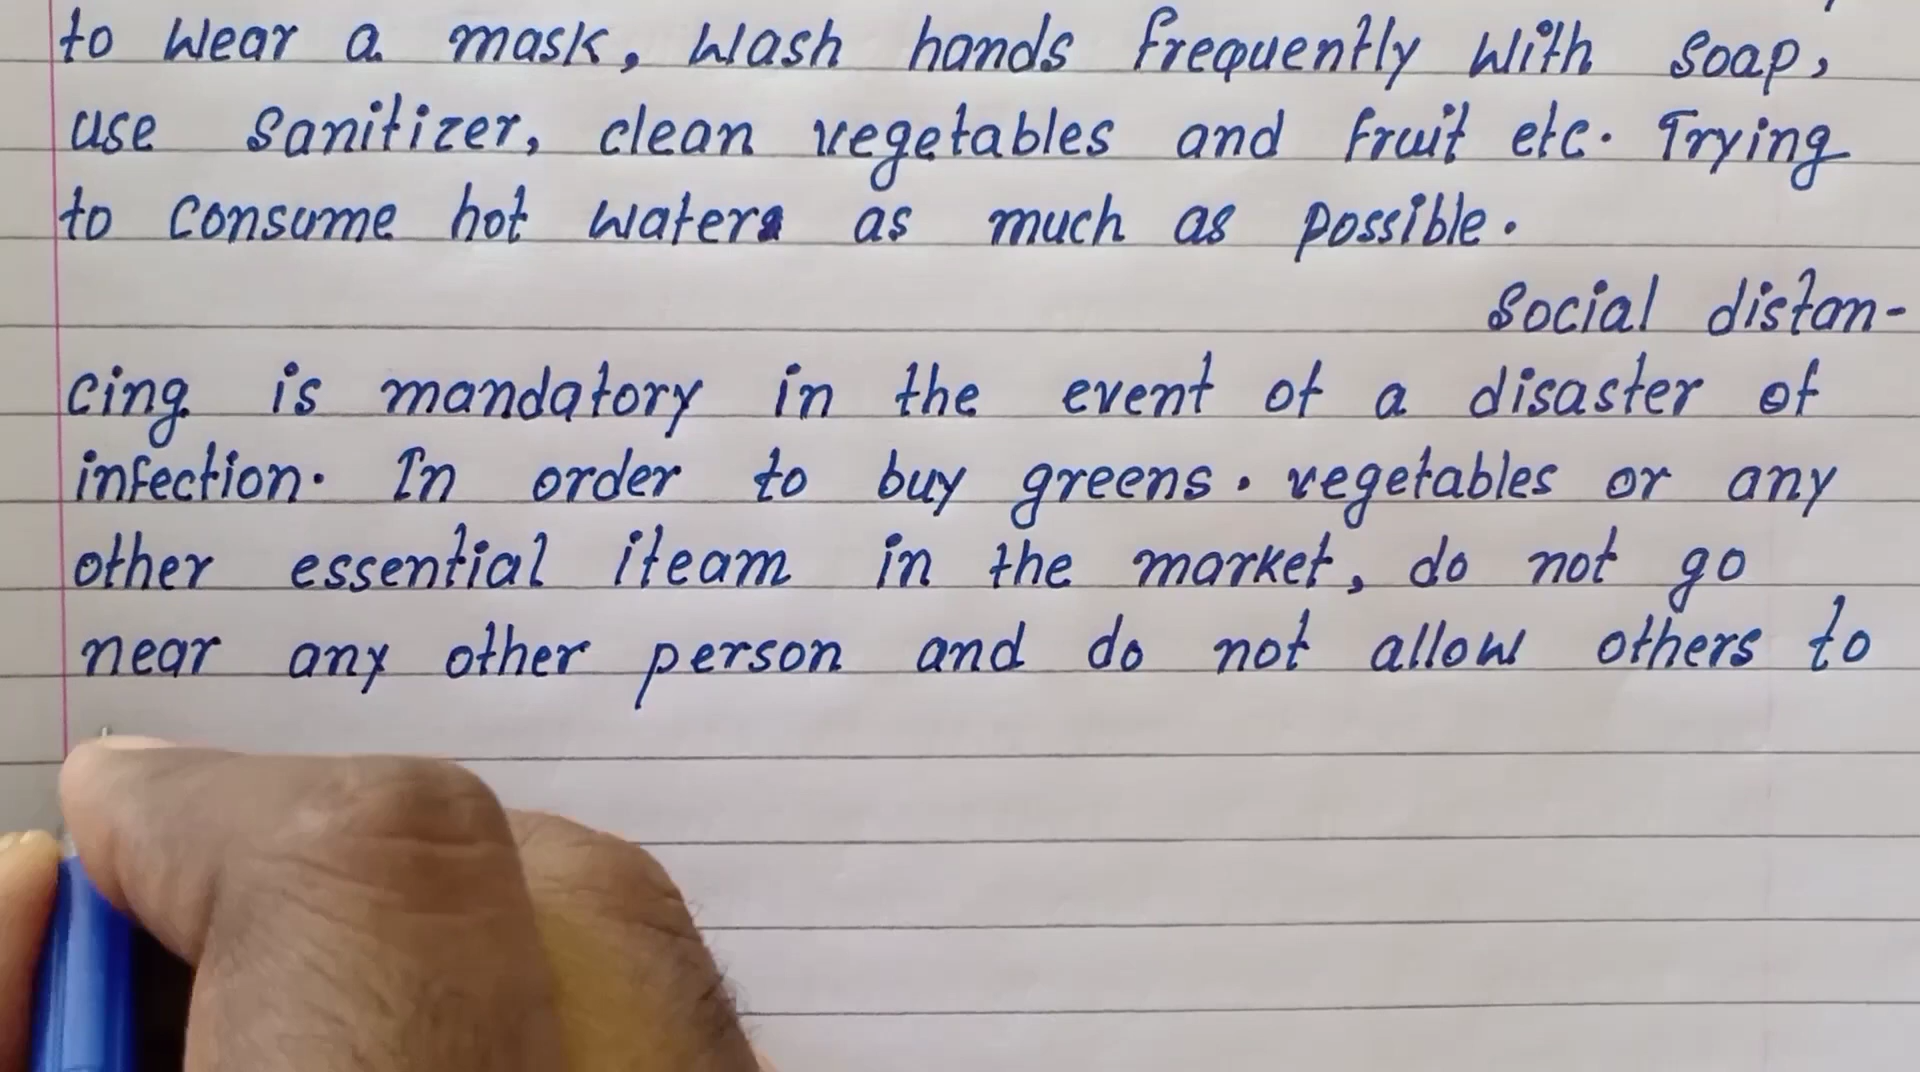 to wear a mask, wash hands frequently with soap,
use sanitizer, clean vegetables and fruit etc. Trying
to consume hot waters as much as possible.
Social distan-
cing is mandatory in the event of a disaster of
infection. In order to buy greens. vegetables or any
other essential iteam in the market, do not go
near any other person and do not allow others to